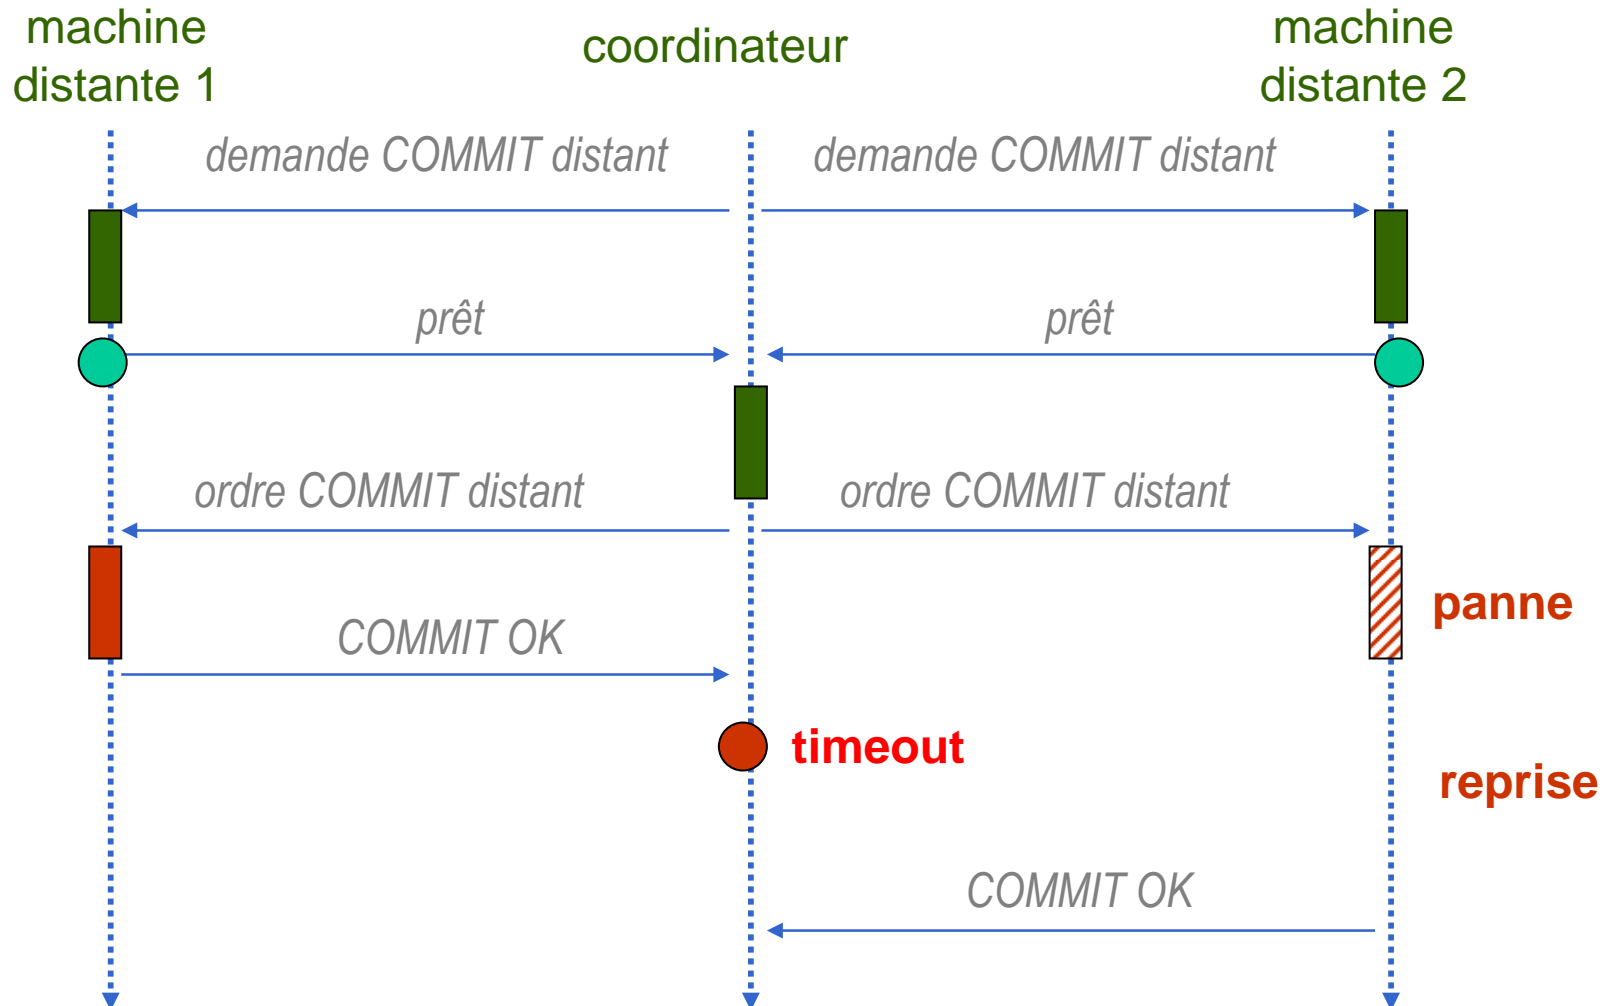 machine
distante 1
coordinateur
machine
distante 2
demande COMMIT distant
demande COMMIT distant
prêt
prêt
ordre COMMIT distant
ordre COMMIT distant
panne
COMMIT OK
timeout
reprise
COMMIT OK